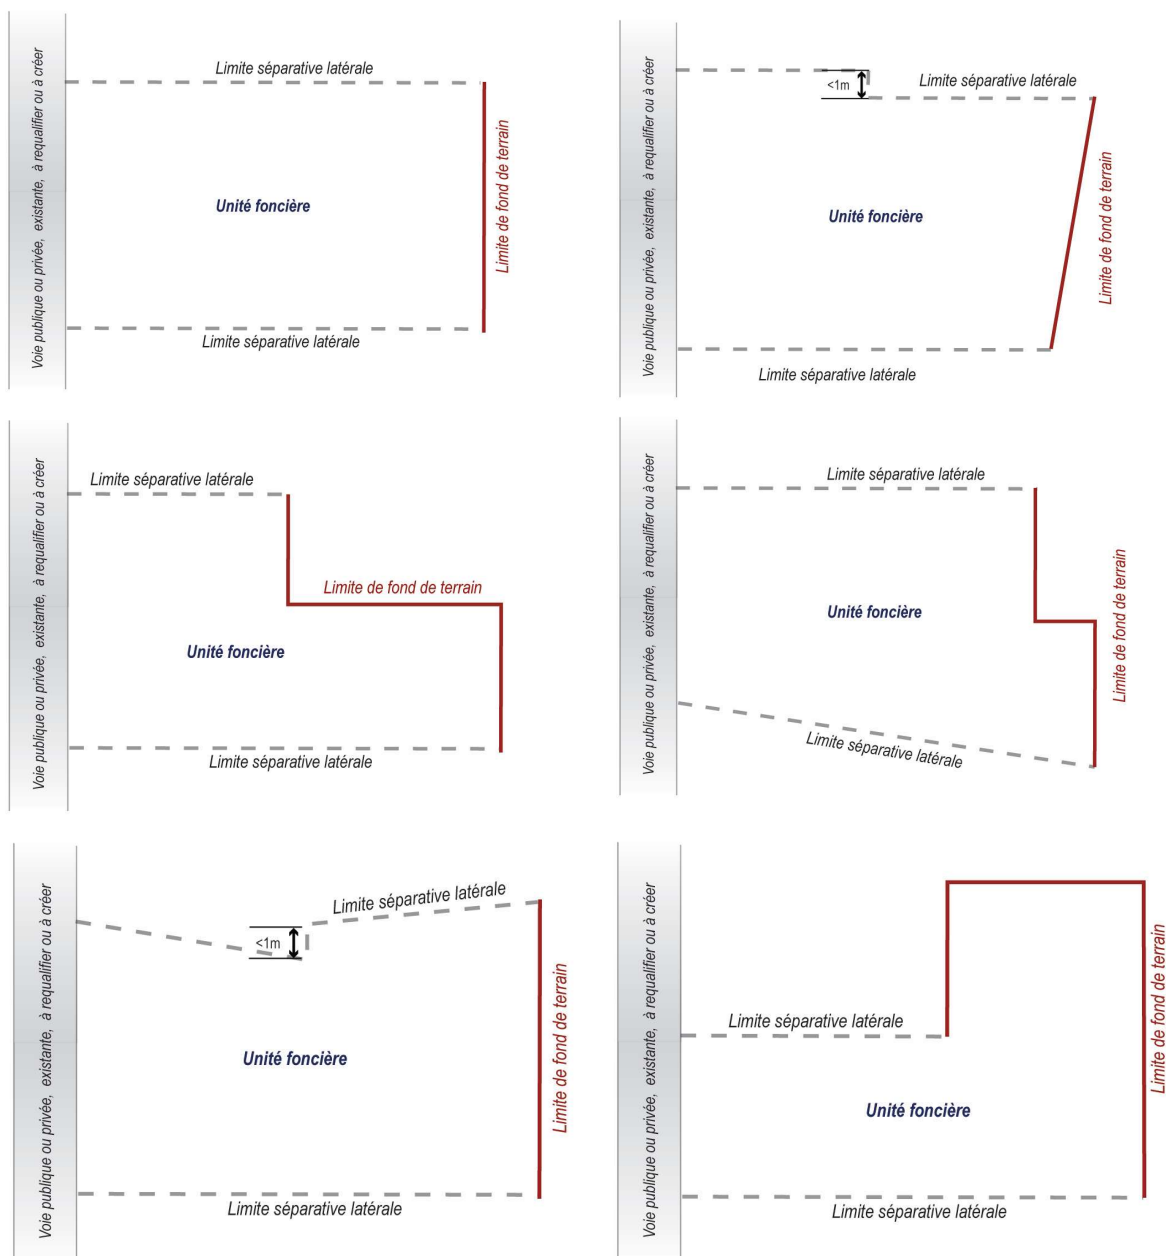 Voie publique ou privée, existante, à requalifier ou à créer
Limite séparative latérale
Unité foncière
Limite de fond de terrain
Limite séparative latérale
Voie publique ou privée, existante, à requalifier ou à créer
<1m
Limite séparative latérale
Unité foncière
Limite de fond de terrain
Limite séparative latérale
Voie publique ou privée, existante, à requalifier ou à créer
Limite séparative latérale
Limite de fond de terrain
Unité foncière
Limite séparative latérale
Voie publique ou privée, existante, à requalifier ou à créer
Limite séparative latérale
Unité foncière
Limite de fond de terrain
Limite séparative latérale
Voie publique ou privée, existante, à requalifier ou à créer
Limite séparative latérale
<1m
Unité foncière
Limite de fond de terrain
Limite séparative latérale
Voie publique ou privée, existante, à requalifier ou à créer
Limite séparative latérale
Limite de fond de terrain
Unité foncière
Limite séparative latérale